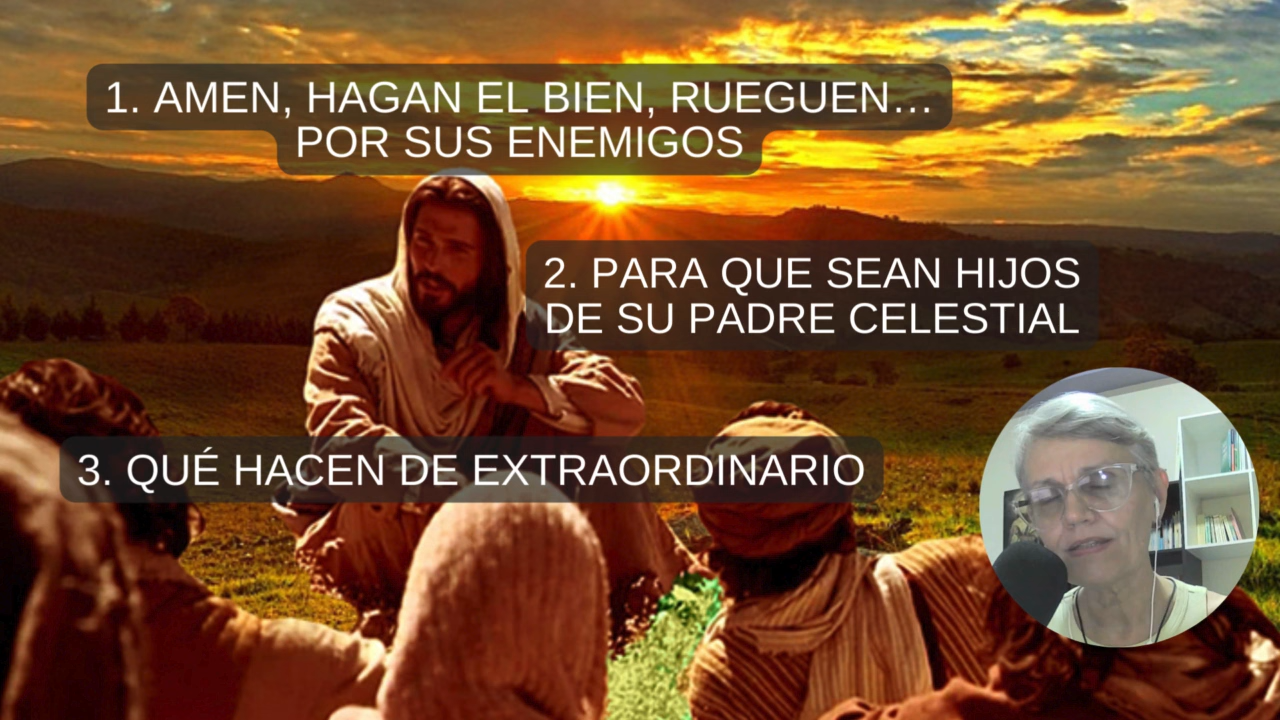 1. AMEN, HAGAN EL BIEN, RUEGUEN...
POR SUS ENEMIGOS
2. PARA QUE SEAN HIJOS
DE SU PADRE CELESTIAL
3. QUÉ HACEN DE EXTRAORDINARIO